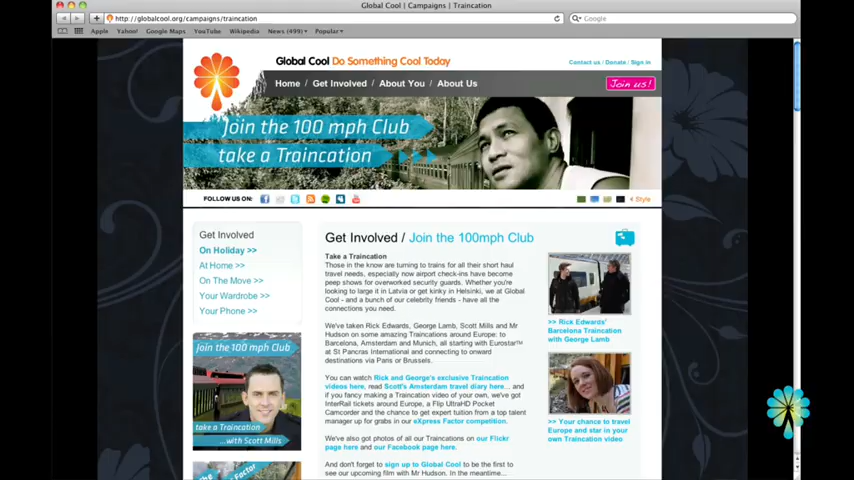 Global Cool | Campaigns | Traincation
http://globalcool.org/campaigns/traincation
Google
Apple Yahoo! Google Maps YouTube Wikipedia News (499) Popular
Global Cool Do Something Cool Today
Contact us / Donate / Sign in
Home / Get Involved / About You / About Us
Join us!
Join the 100 mph Club
take a Traincation
FOLLOW US ON:
< Style
Get Involved
On Holiday >>
At Home >>
On The Move >>
Your Wardrobe >>
Your Phone >>
join the 100 mph Club
take a Traincation
...with Scott Mills
the
Factor
Get Involved / Join the 100mph Club
Take a Traincation
Those in the know are turning to trains for all their short haul
travel needs, especially now airport check-ins have become
peep shows for overworked security guards. Whether you're
looking to large it in Latvia or get kinky in Helsinki, we at Global
Cool - and a bunch of our celebrity friends - have all the
connections you need.
We've taken Rick Edwards, George Lamb, Scott Mills and Mr
Hudson on some amazing Traincations around Europe: to
Barcelona, Amsterdam and Munich, all starting with Eurostar™
at St Pancras International and connecting to onward
destinations via Paris or Brussels.
You can watch Rick and George's exclusive Traincation
videos here, read Scott's Amsterdam travel diary here... and
if you fancy making a Traincation video of your own, we've got
InterRail tickets around Europe, a Flip UltraHD Pocket
Camcorder and the chance to get expert tuition from a top talent
manager up for grabs in our eXpress Factor competition.
We've also got photos of all our Traincations on our Flickr
page here and our Facebook page here.
And don't forget to sign up to Global Cool to be the first to
see our upcoming film with Mr Hudson. In the meantime...
>> Rick Edwards'
Barcelona Traincation
with George Lamb
>> Your chance to travel
Europe and star in your
own Traincation video